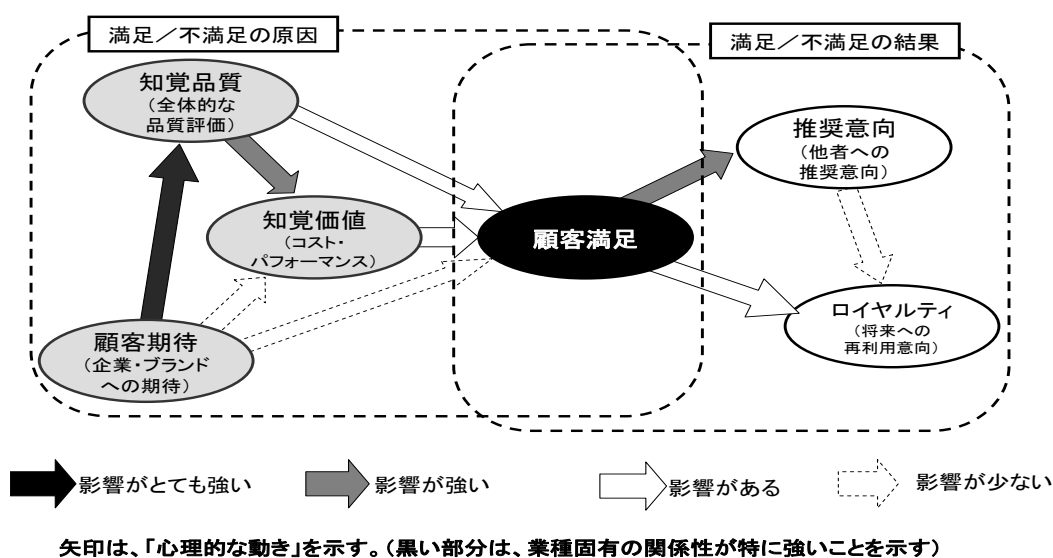 満足／不満足の原因
満足／不満足の結果
知覚品質
（全体的な
品質評価）
推奨意向
（他者への
推奨意向）
知覚価値
（コスト・
パフォーマンス）
顧客満足
顧客期待
（企業・ブランド
への期待）
ロイヤルティ
（将来への
再利用意向）
影響がとても強い
影響が強い
影響がある
影響が少ない
矢印は、「心理的な動き」を示す。（黒い部分は、業種固有の関係性が特に強いことを示す）